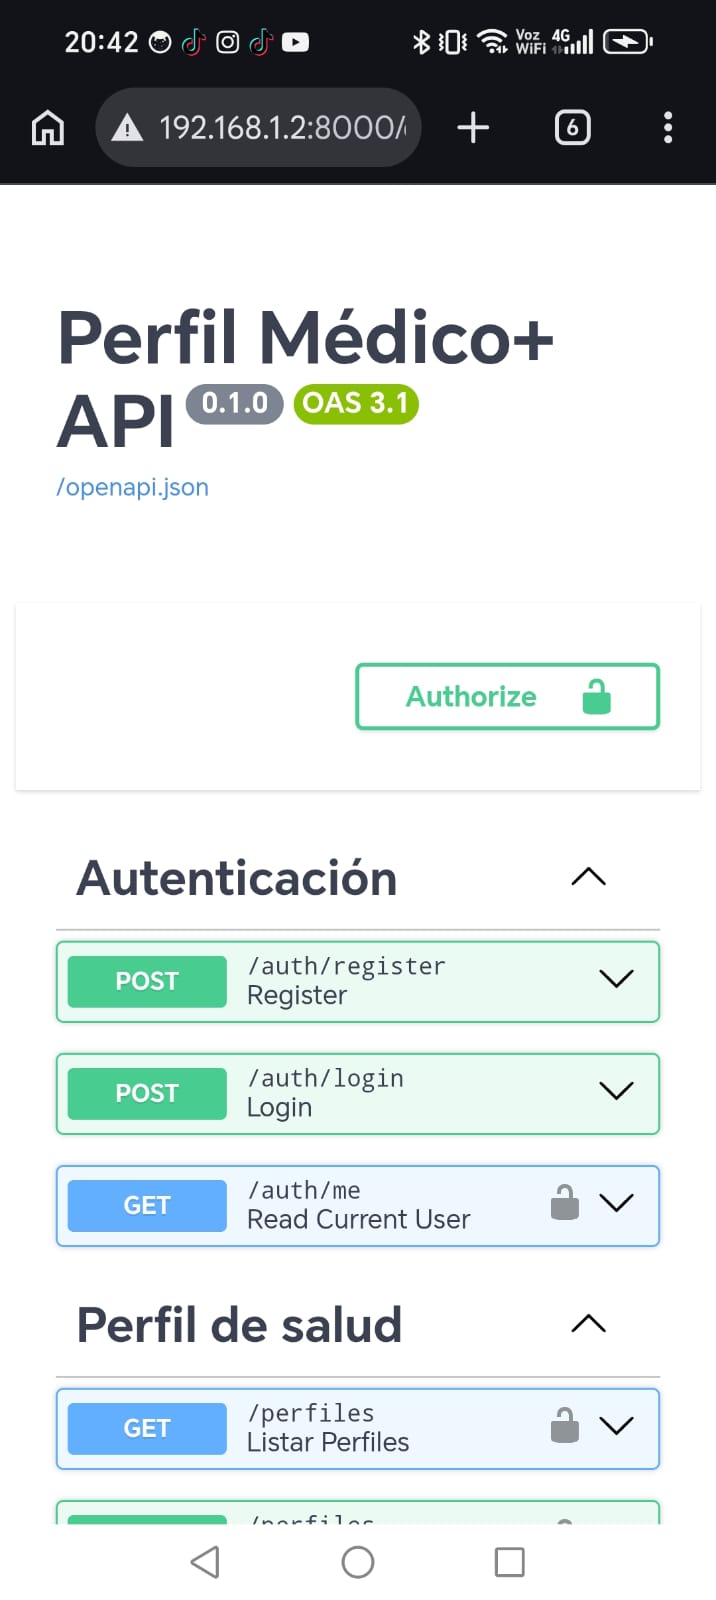 20:42
Voz WiFi 4G
192.168.1.2:8000/
6
Perfil Médico+
API 0.1.0 OAS 3.1
/openapi.json
Authorize
Autenticación
POST /auth/register
Register
POST /auth/login
Login
GET /auth/me
Read Current User
Perfil de salud
GET /perfiles
Listar Perfiles
/perfiles